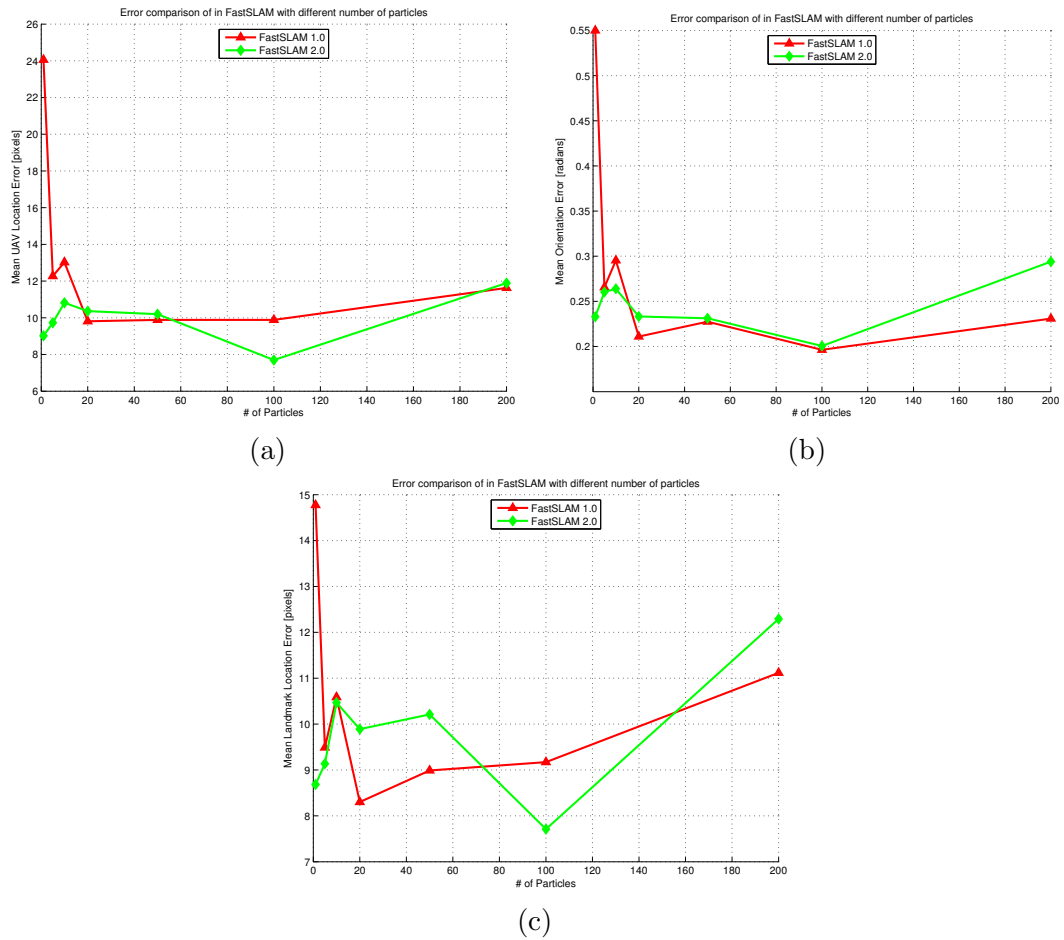 Error comparison of in FastSLAM with different number of particles
FastSLAM 1.0
FastSLAM 2.0
Mean UAV Location Error [pixels]
26
24
22
20
18
16
14
12
10
8
6
0 20 40 60 80 100 120 140 160 180 200
# of Particles
(a)
Error comparison of in FastSLAM with different number of particles
FastSLAM 1.0
FastSLAM 2.0
Mean Orientation Error [radians]
0.55
0.5
0.45
0.4
0.35
0.3
0.25
0.2
0 20 40 60 80 100 120 140 160 180 200
# of Particles
(b)
Error comparison of in FastSLAM with different number of particles
FastSLAM 1.0
FastSLAM 2.0
Mean Landmark Location Error [pixels]
15
14
13
12
11
10
9
8
7
0 20 40 60 80 100 120 140 160 180 200
# of Particles
(c)